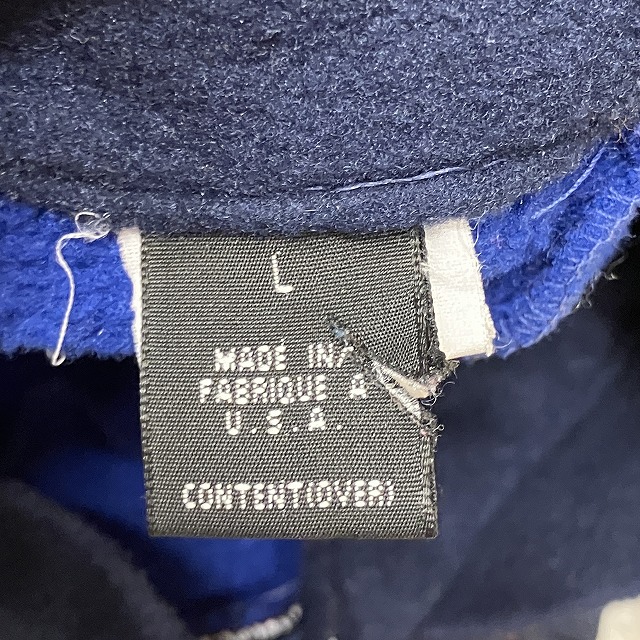 L
MADE IN/
FABRIQUE A
U.S.A.
CONTENT(OVER)